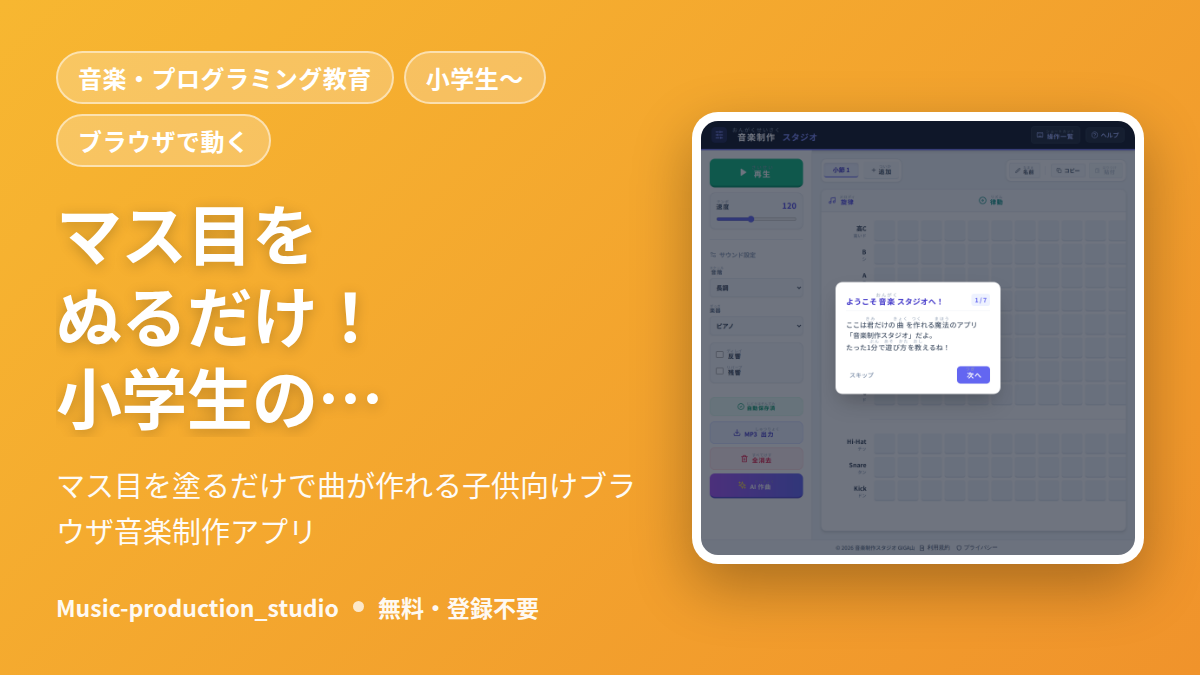 音楽・プログラミング教育
小学生〜
ブラウザで動く
マス目を
ぬるだけ！
小学生の…
マス目を塗るだけで曲が作れる子供向けブラ
ウザ音楽制作アプリ
Music-production_studio
無料・登録不要
音楽制作 スタジオ
操作一覧
ヘルプ
再生
速度
120
サウンド設定
長調
ピアノ
反響
残響
自動保存済
MP3 出力
全消去
AI 作曲
小節 1
+ 追加
名前
コピー
旋律
移動
高C
B
A
ようこそ 音楽 スタジオへ！
1/7
ここは君だけの 曲 を作れる魔法のアプリ
「音楽制作スタジオ」だよ。
たった1分で遊び方を教えるね！
スキップ
次へ
Hi-Hat
Snare
Kick
利用規約
プライバシー